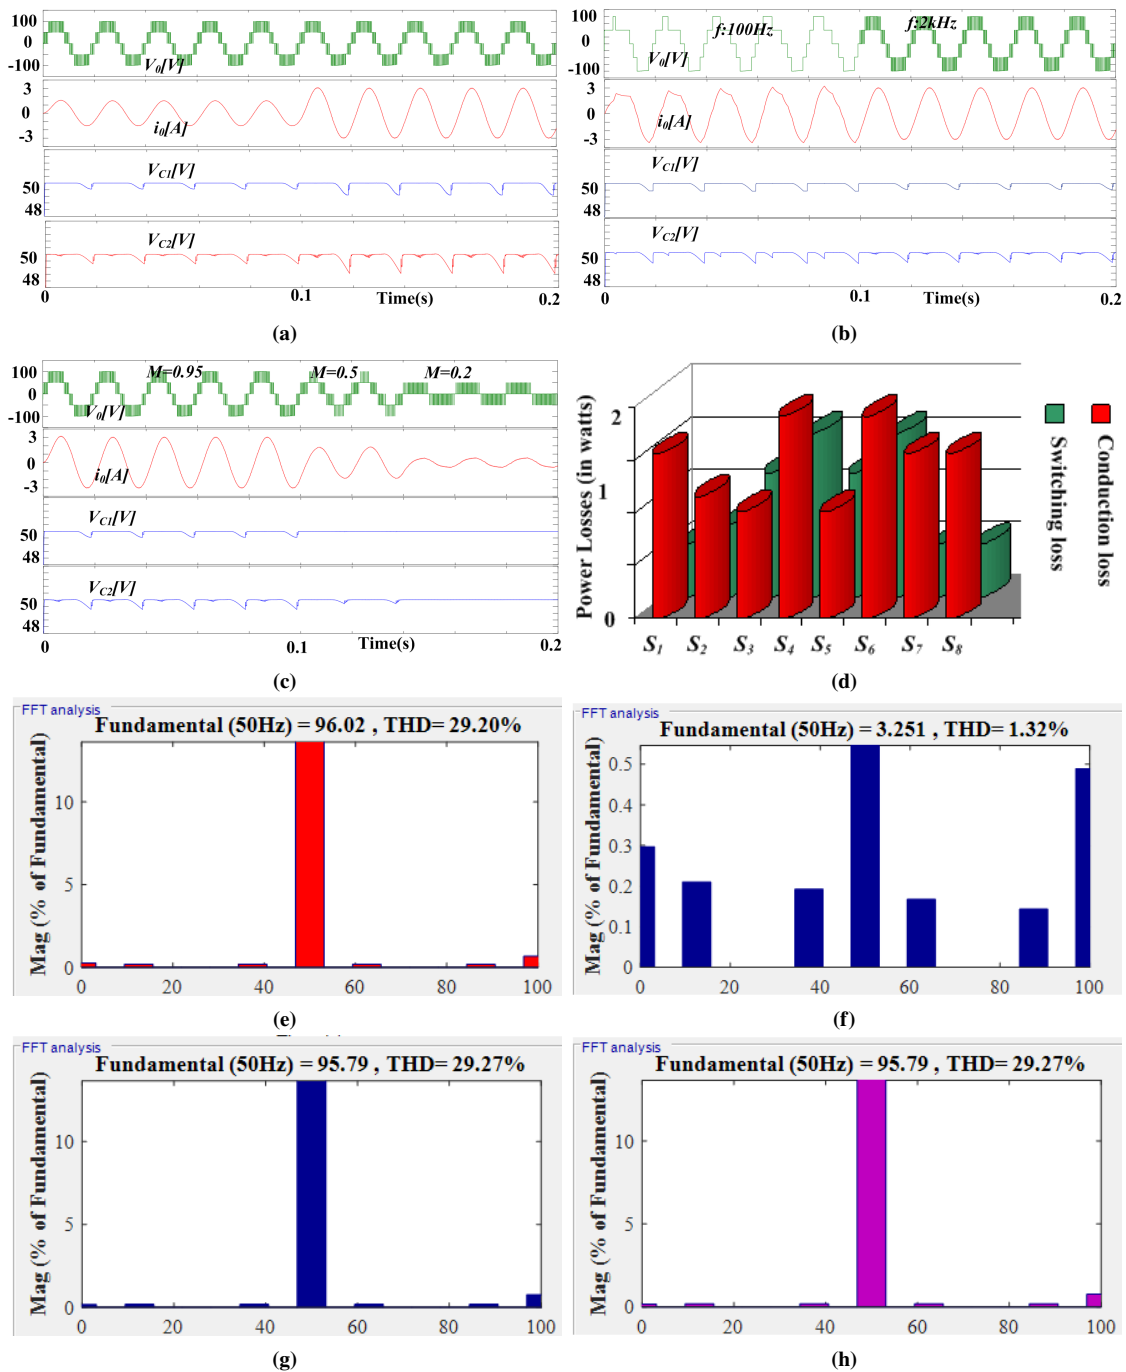 100
0
-100
V0[V]
3
0
-3
i0[A]
VC1[V]
50
48
VC2[V]
50
48
0
0.1
Time(s)
0.2
(a)
100
0
-100
f:100Hz
f:2kHz
V0[V]
3
0
-3
i0[A]
VC1[V]
50
48
VC2[V]
50
48
0
0.1
Time(s)
0.2
(b)
100
0
-100
M=0.95
M=0.5
M=0.2
V0[V]
3
0
-3
i0[A]
VC1[V]
50
48
VC2[V]
50
48
0
0.1
Time(s)
0.2
(c)
Power Losses (in watts)
2
1
0
S1 S2 S3 S4 S5 S6 S7 S8
Switching loss
Conduction loss
(d)
FFT analysis
Fundamental (50Hz) = 96.02 , THD= 29.20%
Mag (% of Fundamental)
10
5
0
0 20 40 60 80 100
(e)
FFT analysis
Fundamental (50Hz) = 3.251 , THD= 1.32%
Mag (% of Fundamental)
0.5
0.4
0.3
0.2
0.1
0
0 20 40 60 80 100
(f)
FFT analysis
Fundamental (50Hz) = 95.79 , THD= 29.27%
Mag (% of Fundamental)
10
5
0
0 20 40 60 80 100
(g)
FFT analysis
Fundamental (50Hz) = 95.79 , THD= 29.27%
Mag (% of Fundamental)
10
5
0
0 20 40 60 80 100
(h)